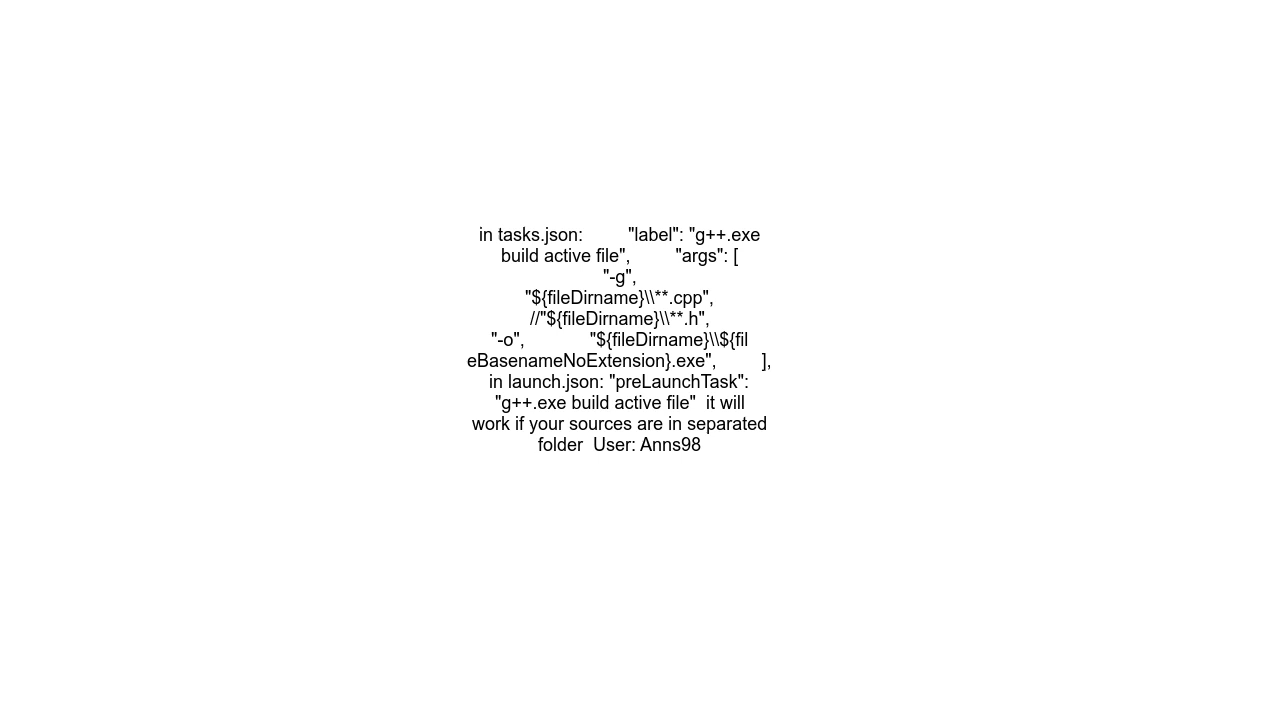 in tasks.json:         "label": "g++.exe
build active file",         "args": [
"-g",
"${fileDirname}\\**.cpp",
//"${fileDirname}\\**.h",
"-o",             "${fileDirname}\\${fil
eBasenameNoExtension}.exe",         ],
in launch.json: "preLaunchTask":
"g++.exe build active file"  it will
work if your sources are in separated
folder  User: Anns98